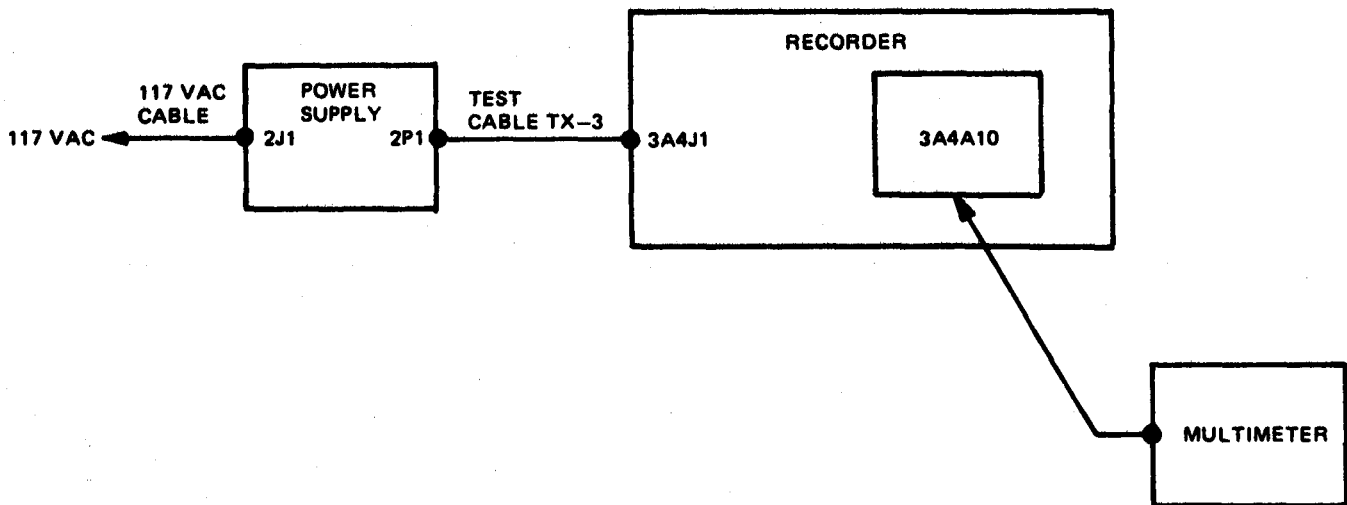 RECORDER
117 VAC
CABLE
POWER
SUPPLY
TEST
CABLE TX-3
117 VAC
2J1
2P1
3A4J1
3A4A10
MULTIMETER